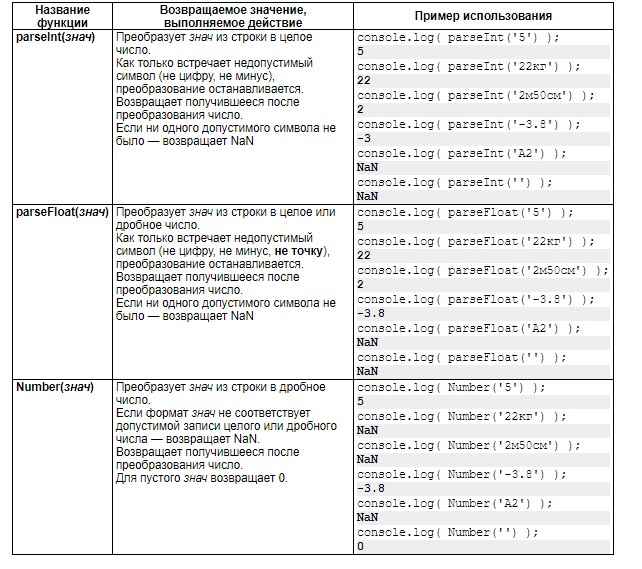 Название функции
Возвращаемое значение, выполняемое действие
Пример использования
parseInt(знач)
Преобразует знач из строки в целое
число.
Как только встречает недопустимый
символ (не цифру, не минус),
преобразование останавливается.
Возвращает получившееся после
преобразования число.
Если ни одного допустимого символа не
было — возвращает NaN
console.log( parseInt('5') );
5
console.log( parseInt('22кг') );
22
console.log( parseInt('2м50см') );
2
console.log( parseInt('-3.8') );
-3
console.log( parseInt('A2') );
NaN
console.log( parseInt('') );
NaN
parseFloat(знач)
Преобразует знач из строки в целое или
дробное число.
Как только встречает недопустимый
символ (не цифру, не минус, не точку),
преобразование останавливается.
Возвращает получившееся после
преобразования число.
Если ни одного допустимого символа не
было — возвращает NaN
console.log( parseFloat('5') );
5
console.log( parseFloat('22кг') );
22
console.log( parseFloat('2м50см') );
2
console.log( parseFloat('-3.8') );
-3.8
console.log( parseFloat('A2') );
NaN
console.log( parseFloat('') );
NaN
Number(знач)
Преобразует знач из строки в дробное
число.
Если формат знач не соответствует
допустимой записи целого или дробного
числа — возвращает NaN.
Возвращает получившееся после
преобразования число.
Для пустого знач возвращает 0.
console.log( Number('5') );
5
console.log( Number('22кг') );
NaN
console.log( Number('2м50см') );
NaN
console.log( Number('-3.8') );
-3.8
console.log( Number('A2') );
NaN
console.log( Number('') );
0